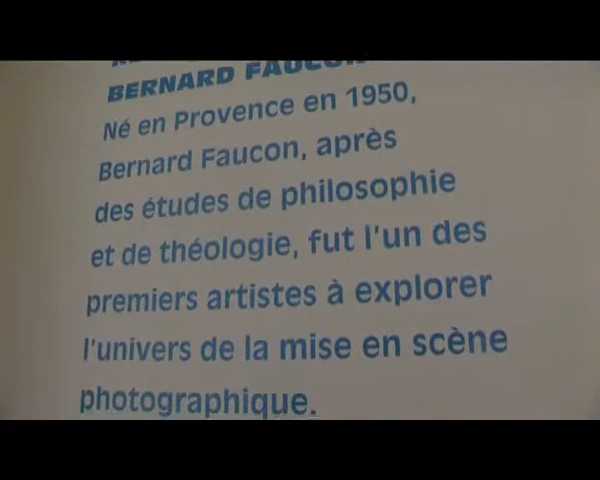 BERNARD FAUCON
Né en Provence en 1950,
Bernard Faucon, après
des études de philosophie
et de théologie, fut l'un des
premiers artistes à explorer
l'univers de la mise en scène
photographique.